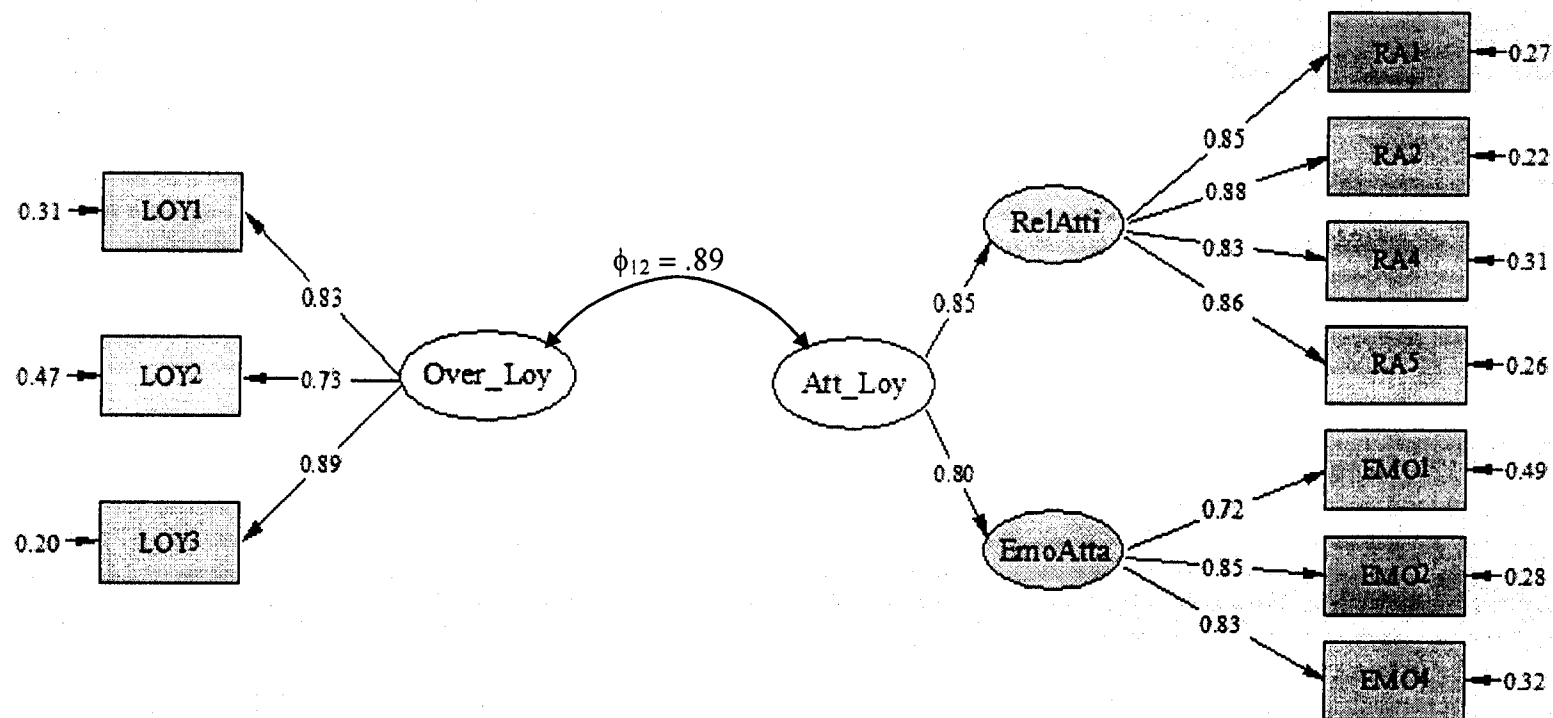 0.31
LOY1
0.83
0.47
LOY2
0.73
0.20
LOY3
0.89
Over_Loy
ϕ12 = .89
Att_Loy
0.85
RelAtti
0.85
RA1
0.27
0.88
RA2
0.22
0.83
RA4
0.31
0.86
RA5
0.26
0.80
EmoAtta
0.72
EMO1
0.49
0.85
EMO2
0.28
0.83
EMO4
0.32